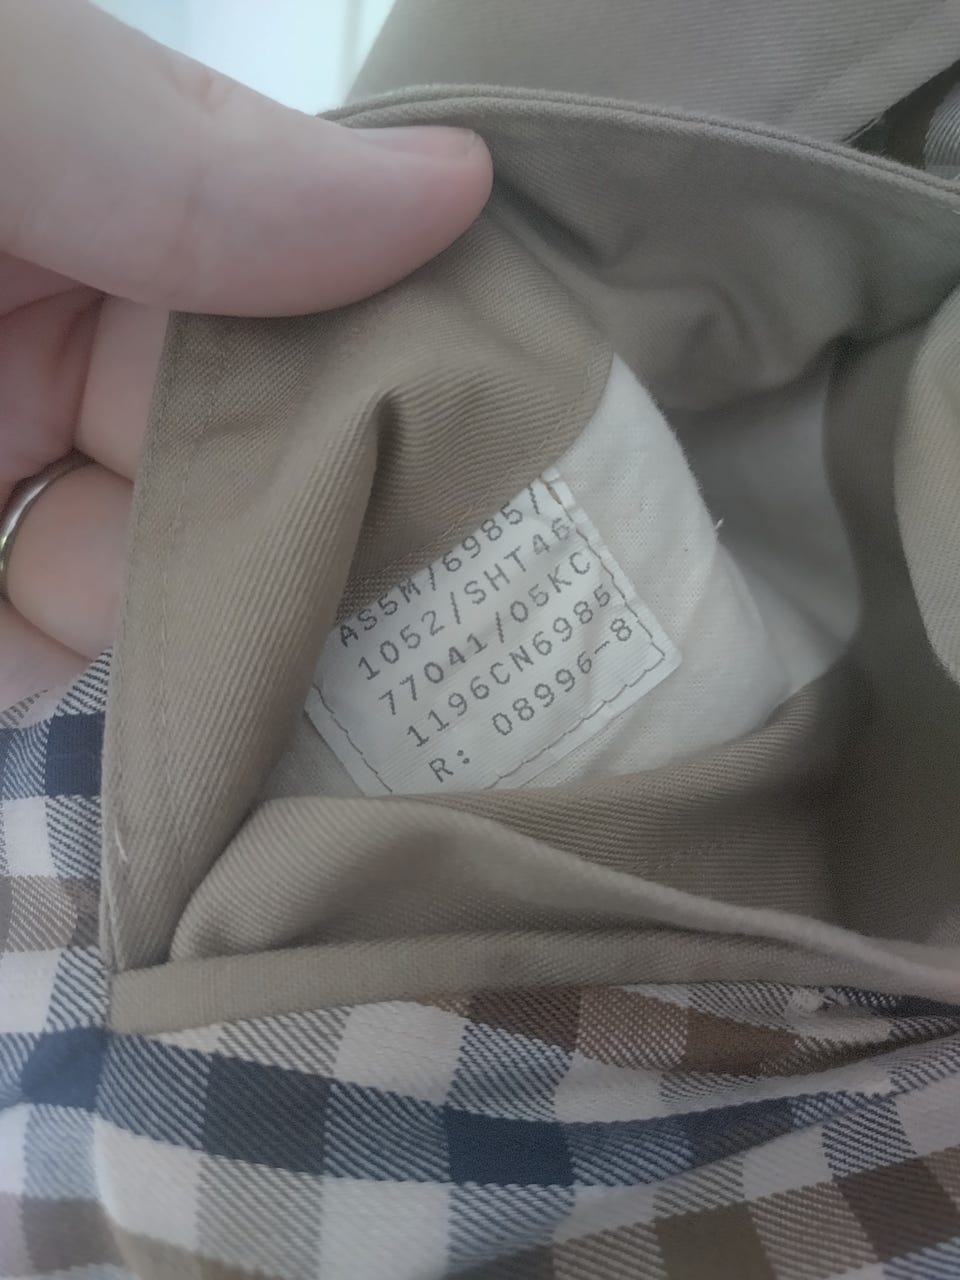 AS5M/6985/
1052/SHT46
77041/05KC
1196CN6985
R: 08996-8